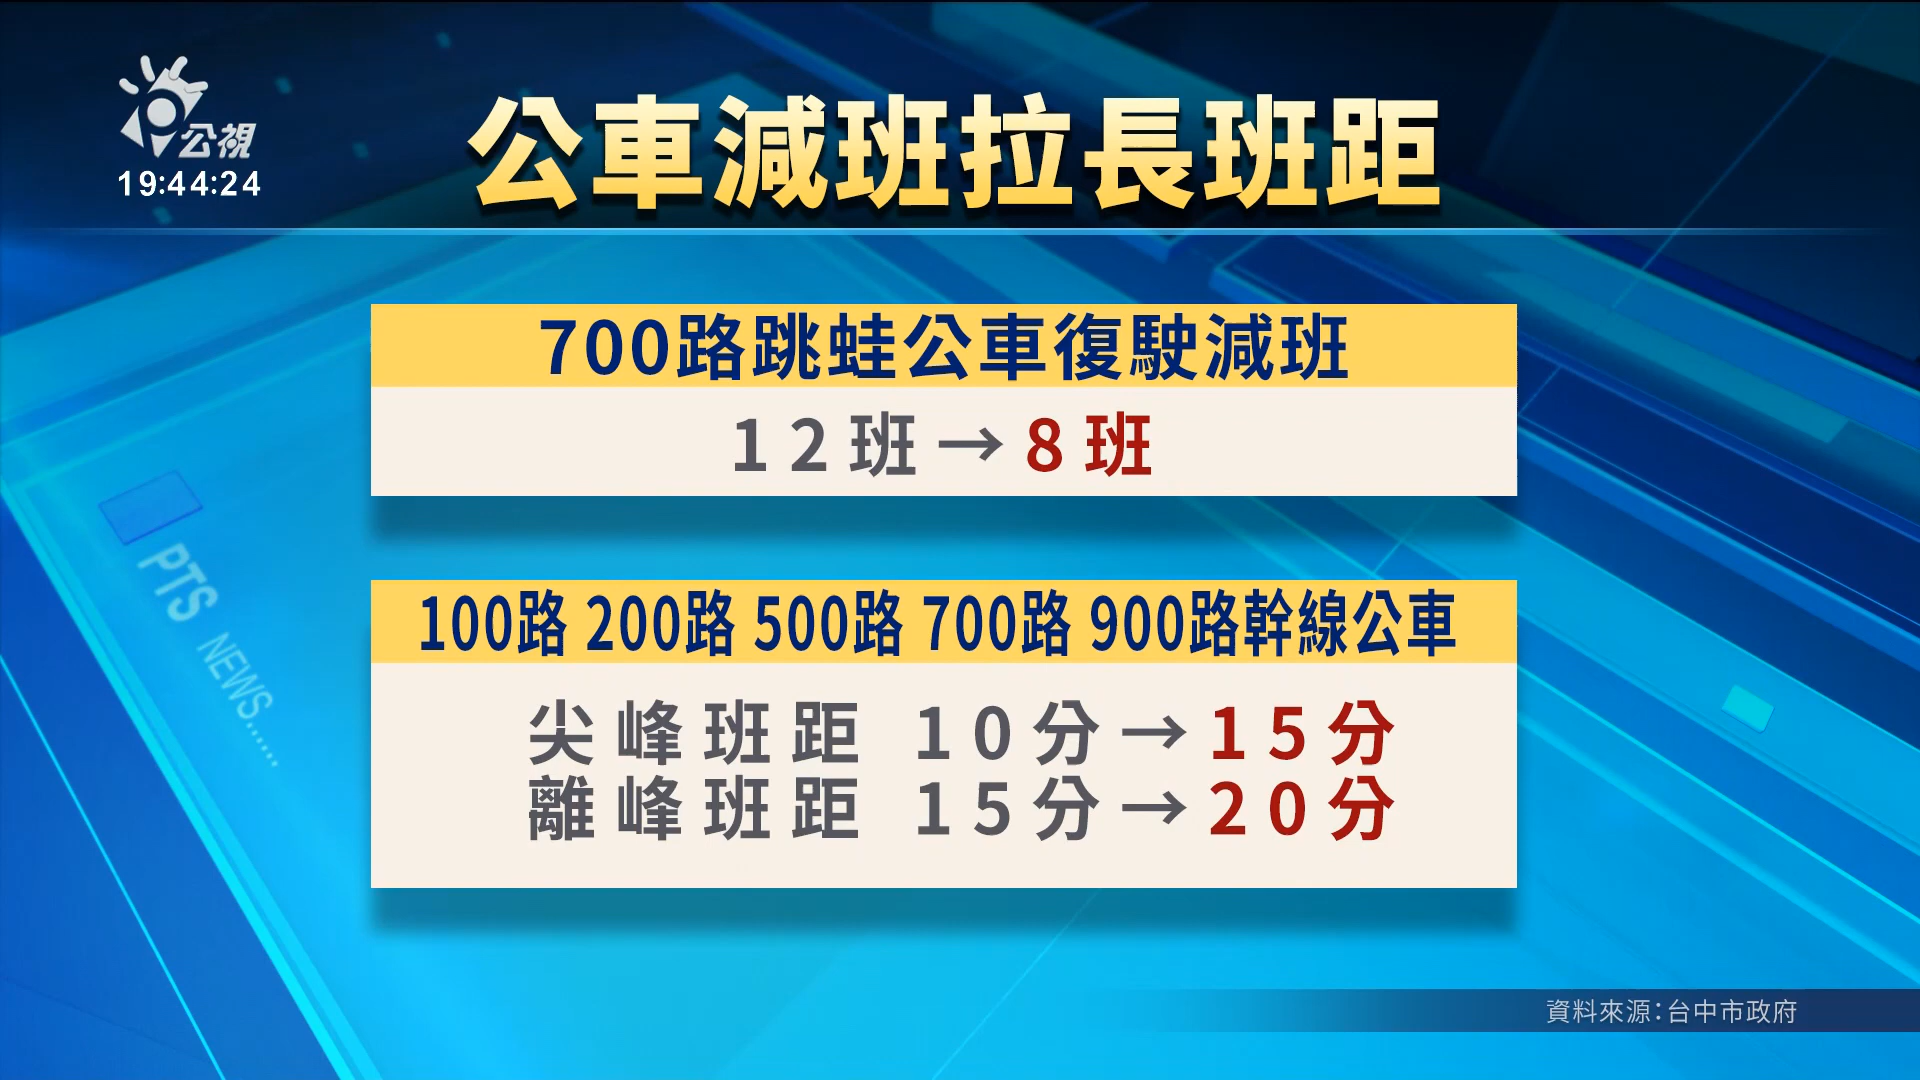 公視
19:44:24
公車減班拉長班距
700路跳蛙公車復駛減班
12班→8班
100路 200路 500路 700路 900路幹線公車
尖峰班距 10分→15分
離峰班距 15分→20分
PTS NEWS......
資料來源:台中市政府